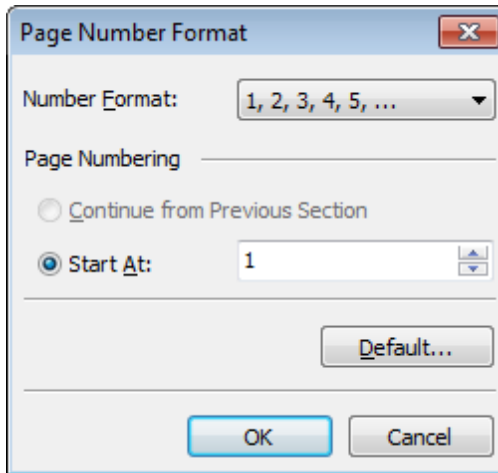 Page Number Format
Number Format: 1, 2, 3, 4, 5, ...
Page Numbering
Continue from Previous Section
Start At: 1
Default...
OK Cancel